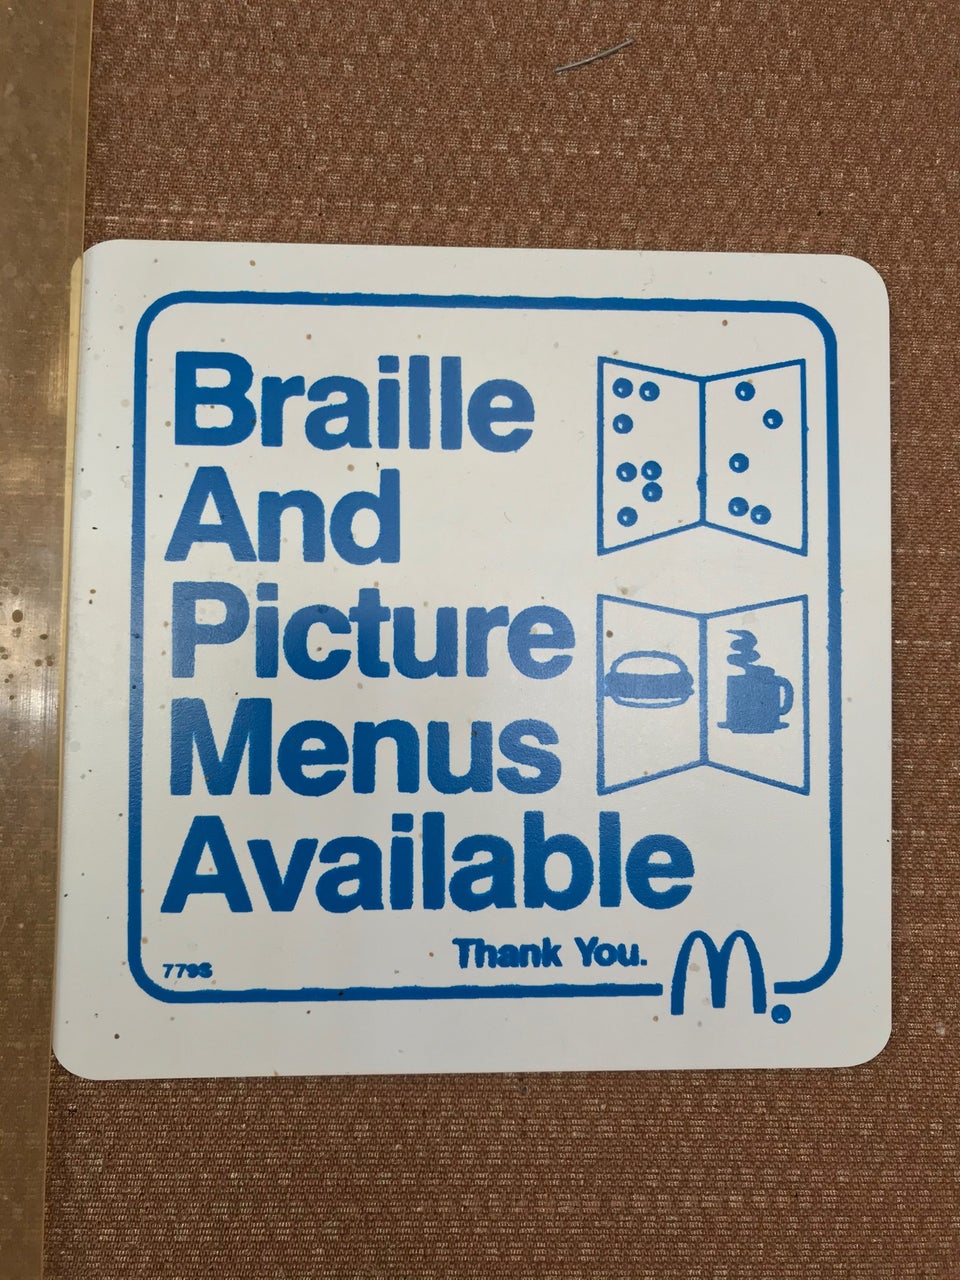 Braille
And
Picture
Menus
Available
Thank You.
779S